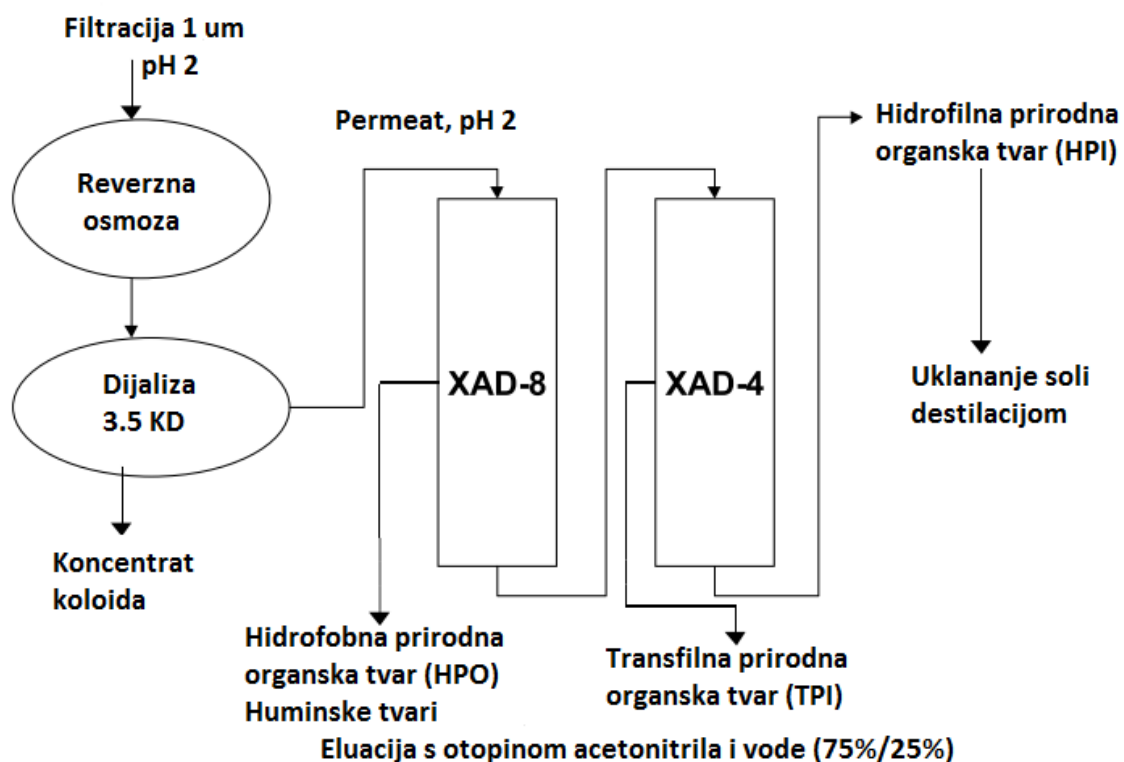 Filtracija 1 um
pH 2
Reverzna
osmoza
Dijaliza
3.5 KD
Koncentrat
koloida
Permeat, pH 2
XAD-8
Hidrofobna prirodna
organska tvar (HPO)
Huminske tvari
XAD-4
Transfilna prirodna
organska tvar (TPI)
Hidrofilna prirodna
organska tvar (HPI)
Uklananje soli
destilacijom
Eluacija s otopinom acetonitrila i vode (75%/25%)